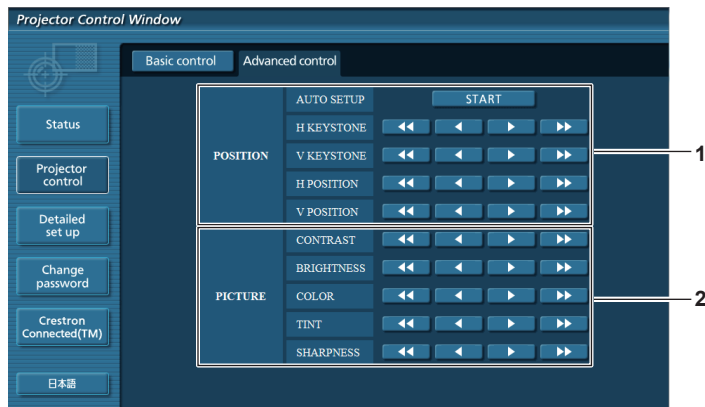 Projector Control Window
Basic control
Advanced control
Status
Projector
control
Detailed
set up
Change
password
Crestron
Connected(TM)
日本語
POSITION
AUTO SETUP
START
H KEYSTONE
V KEYSTONE
H POSITION
V POSITION
1
PICTURE
CONTRAST
BRIGHTNESS
COLOR
TINT
SHARPNESS
2